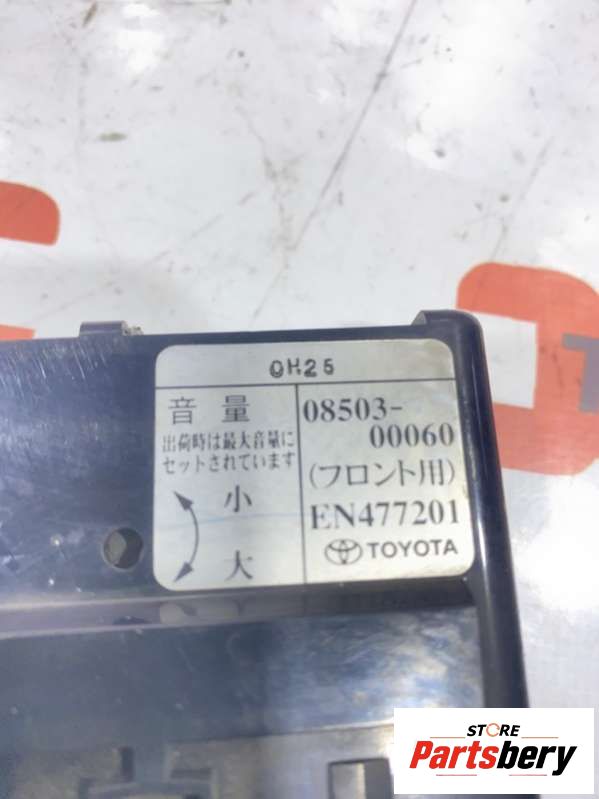 0H25
音量
出荷時は最大音量に
セットされています
小
大
08503-
00060
(フロント用)
EN477201
TOYOTA
STORE
Partsbery